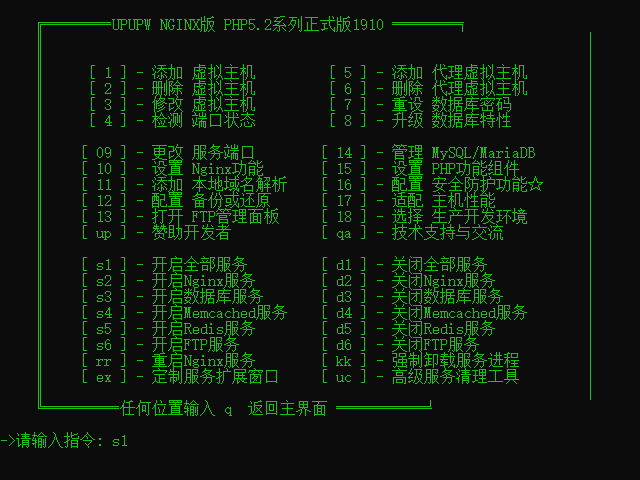 UPUPW NGINX版 PHP5.2系列正式版1910
[ 1 ] - 添加 虚拟主机 [ 5 ] - 添加 代理虚拟主机
[ 2 ] - 删除 虚拟主机 [ 6 ] - 删除 代理虚拟主机
[ 3 ] - 修改 虚拟主机 [ 7 ] - 重设 数据库密码
[ 4 ] - 检测 端口状态 [ 8 ] - 升级 数据库特性
[ 09 ] - 更改 服务端口 [ 14 ] - 管理 MySQL/MariaDB
[ 10 ] - 设置 Nginx功能 [ 15 ] - 设置 PHP功能组件
[ 11 ] - 添加 本地域名解析 [ 16 ] - 配置 安全防护功能☆
[ 12 ] - 配置 备份或还原 [ 17 ] - 适配 主机性能
[ 13 ] - 打开 FTP管理面板 [ 18 ] - 选择 生产开发环境
[ up ] - 赞助开发者 [ qa ] - 技术支持与交流
[ s1 ] - 开启全部服务 [ d1 ] - 关闭全部服务
[ s2 ] - 开启Nginx服务 [ d2 ] - 关闭Nginx服务
[ s3 ] - 开启数据库服务 [ d3 ] - 关闭数据库服务
[ s4 ] - 开启Memcached服务 [ d4 ] - 关闭Memcached服务
[ s5 ] - 开启Redis服务 [ d5 ] - 关闭Redis服务
[ s6 ] - 开启FTP服务 [ d6 ] - 关闭FTP服务
[ rr ] - 重启Nginx服务 [ kk ] - 强制卸载服务进程
[ ex ] - 定制服务扩展窗口 [ uc ] - 高级服务清理工具
任何位置输入 q 返回主界面
->请输入指令: s1